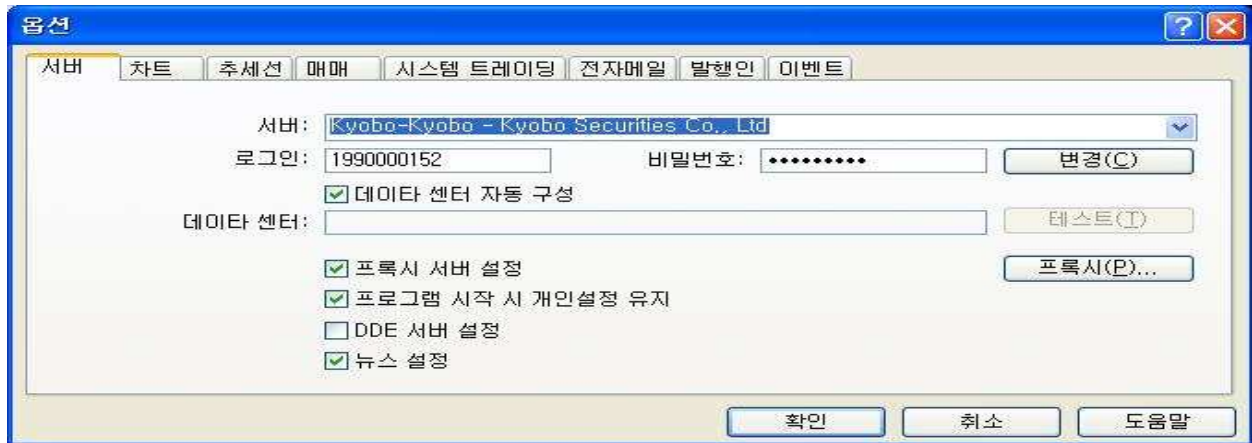 옵션
서버 차트 추세선 매매 시스템 트레이딩 전자메일 발행인 이벤트
서버: Kyobo-Kyobo - Kyobo Securities Co., Ltd
로그인: 1990000152 비밀번호: ••••••••• 변경(C)
데이타 센터 자동 구성
데이타 센터: 테스트(T)
프록시 서버 설정 프록시(P)...
프로그램 시작 시 개인설정 유지
DDE 서버 설정
뉴스 설정
확인 취소 도움말